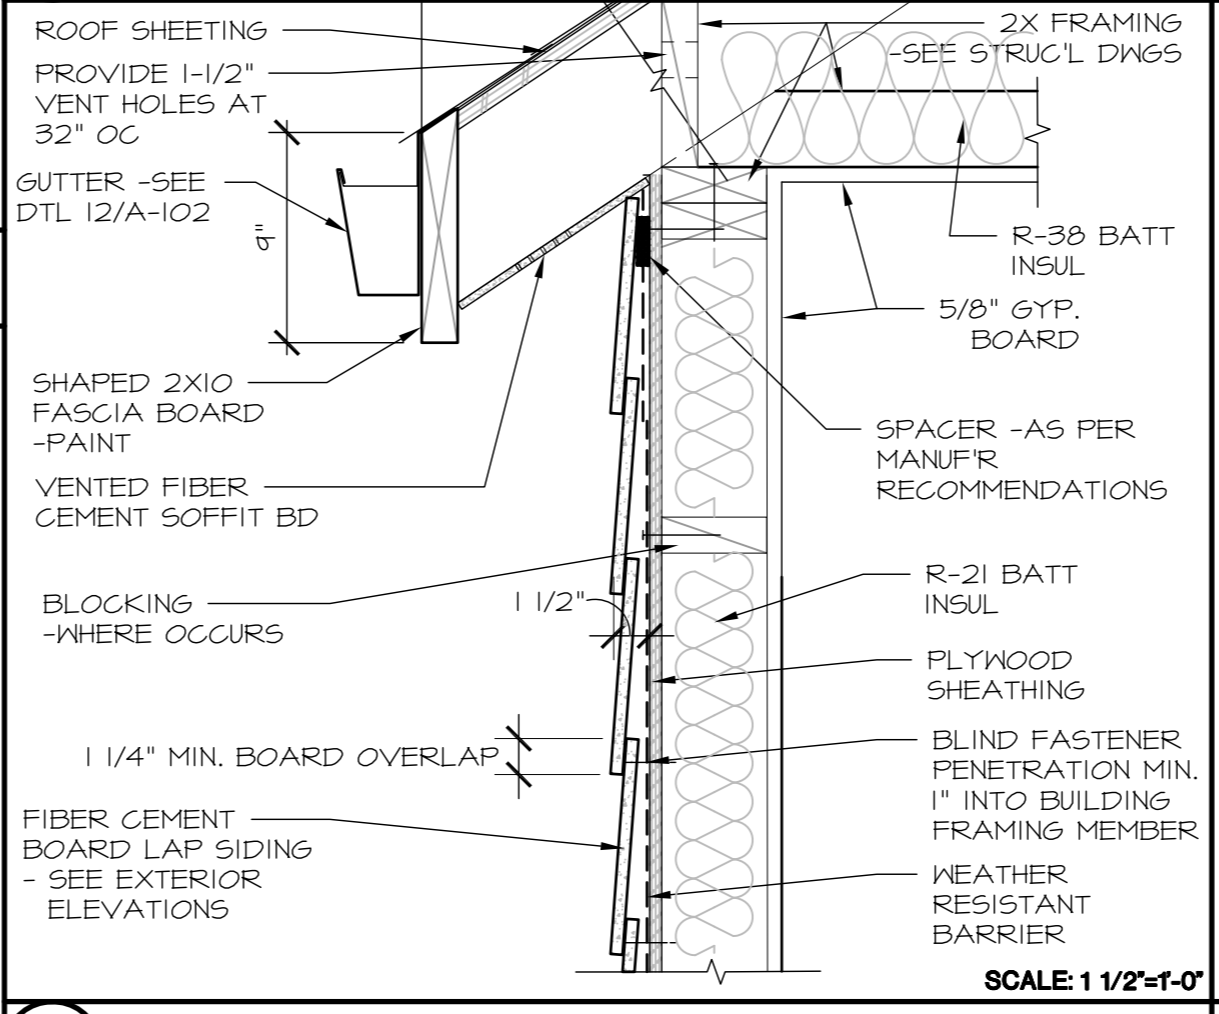 ROOF SHEETING
PROVIDE 1-1/2"
VENT HOLES AT
32" OC
GUTTER -SEE
DTL 12/A-102
9"
SHAPED 2X10
FASCIA BOARD
-PAINT
VENTED FIBER
CEMENT SOFFIT BD
BLOCKING
-WHERE OCCURS
1 1/2"
1 1/4" MIN. BOARD OVERLAP
FIBER CEMENT
BOARD LAP SIDING
- SEE EXTERIOR
ELEVATIONS
2X FRAMING
-SEE STRUC'L DWGS
R-38 BATT
INSUL
5/8" GYP.
BOARD
SPACER -AS PER
MANUF'R
RECOMMENDATIONS
R-21 BATT
INSUL
PLYWOOD
SHEATHING
BLIND FASTENER
PENETRATION MIN.
1" INTO BUILDING
FRAMING MEMBER
WEATHER
RESISTANT
BARRIER
SCALE: 1 1/2"=1'-0"